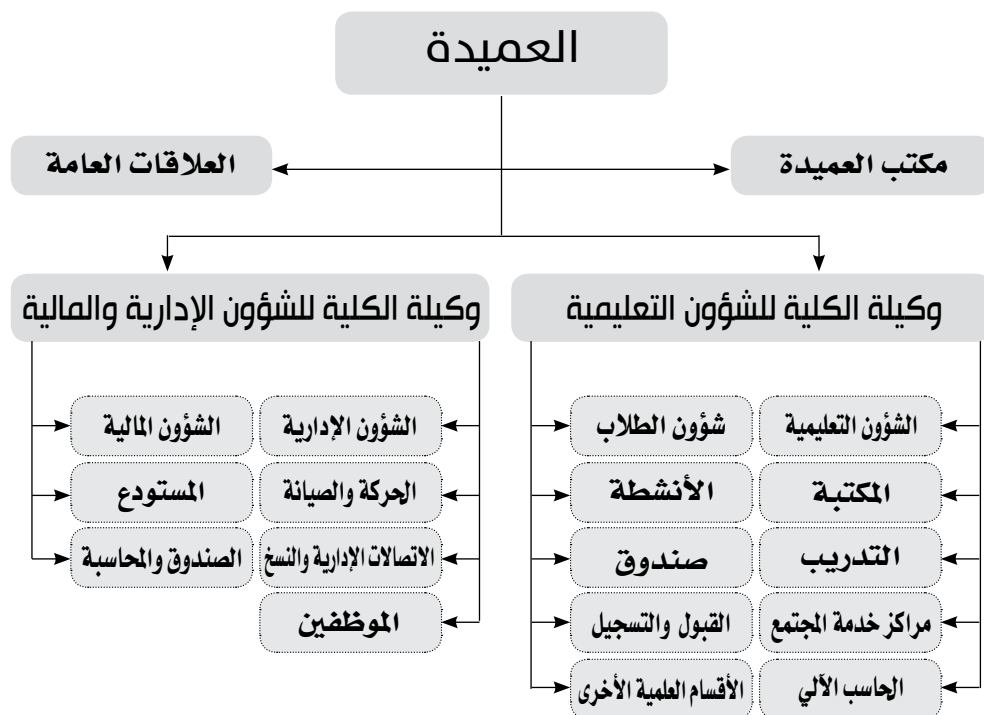 العميدة
مكتب العميدة
العلاقات العامة
وكيلة الكلية للشؤون التعليمية
وكيلة الكلية للشؤون الإدارية والمالية
الشؤون التعليمية
شؤون الطلاب
الشؤون الإدارية
الشؤون المالية
المكتبة
الأنشطة
الحركة والصيانة
المستودع
التدريب
صندوق
الاتصالات الإدارية والنسخ
الصندوق والمحاسبة
مراكز خدمة المجتمع
القبول والتسجيل
الموظفين
الحاسب الآلي
الأقسام العلمية الأخرى